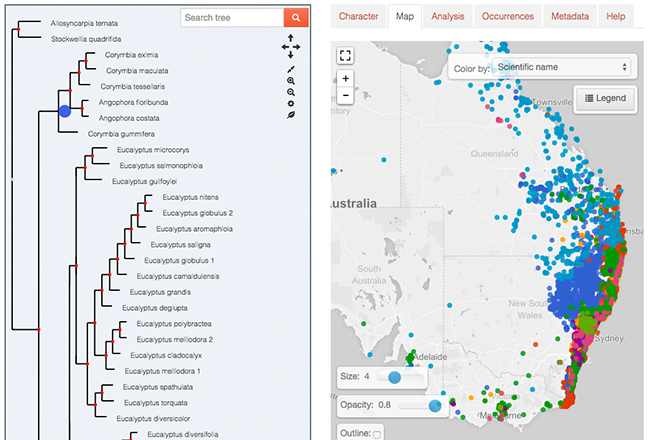 Allosyncarpia ternata
Stockwellia quadrifida
Corymbia eximia
Corymbia maculata
Corymbia tessellaris
Angophora floribunda
Angophora costata
Corymbia gummifera
Eucalyptus microcorys
Eucalyptus salmonophloia
Eucalyptus guilfoylei
Eucalyptus nitens
Eucalyptus globulus 2
Eucalyptus aromaphloia
Eucalyptus saligna
Eucalyptus globulus 1
Eucalyptus camaldulensis
Eucalyptus grandis
Eucalyptus deglupta
Eucalyptus polybractea
Eucalyptus melliodora 2
Eucalyptus cladocalyx
Eucalyptus melliodora 1
Eucalyptus spathulata
Eucalyptus torquata
Eucalyptus diversicolor
Eucalyptus diversifolia
Search tree
Character Map Analysis Occurrences Metadata Help
+
−
Color by: Scientific name
Legend
Townsville
ritory
Queensland
ustralia
South
Australia
New South
Wales
Sydney
Adelaide
Size: 4
Opacity: 0.8
Outline: